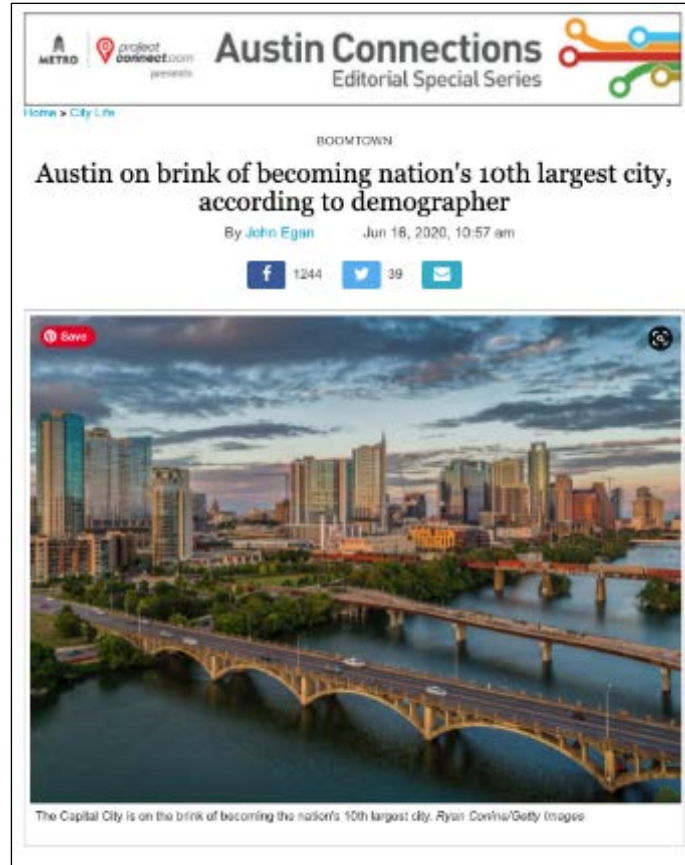 METRO
project
connect.com
presents
Austin Connections
Editorial Special Series
Home > City Life
BOOMTOWN
Austin on brink of becoming nation's 10th largest city,
according to demographer
By John Egan Jun 16, 2020, 10:57 am
1244 39
Save
The Capital City is on the brink of becoming the nation's 10th largest city. Ryan Conine/Getty Images